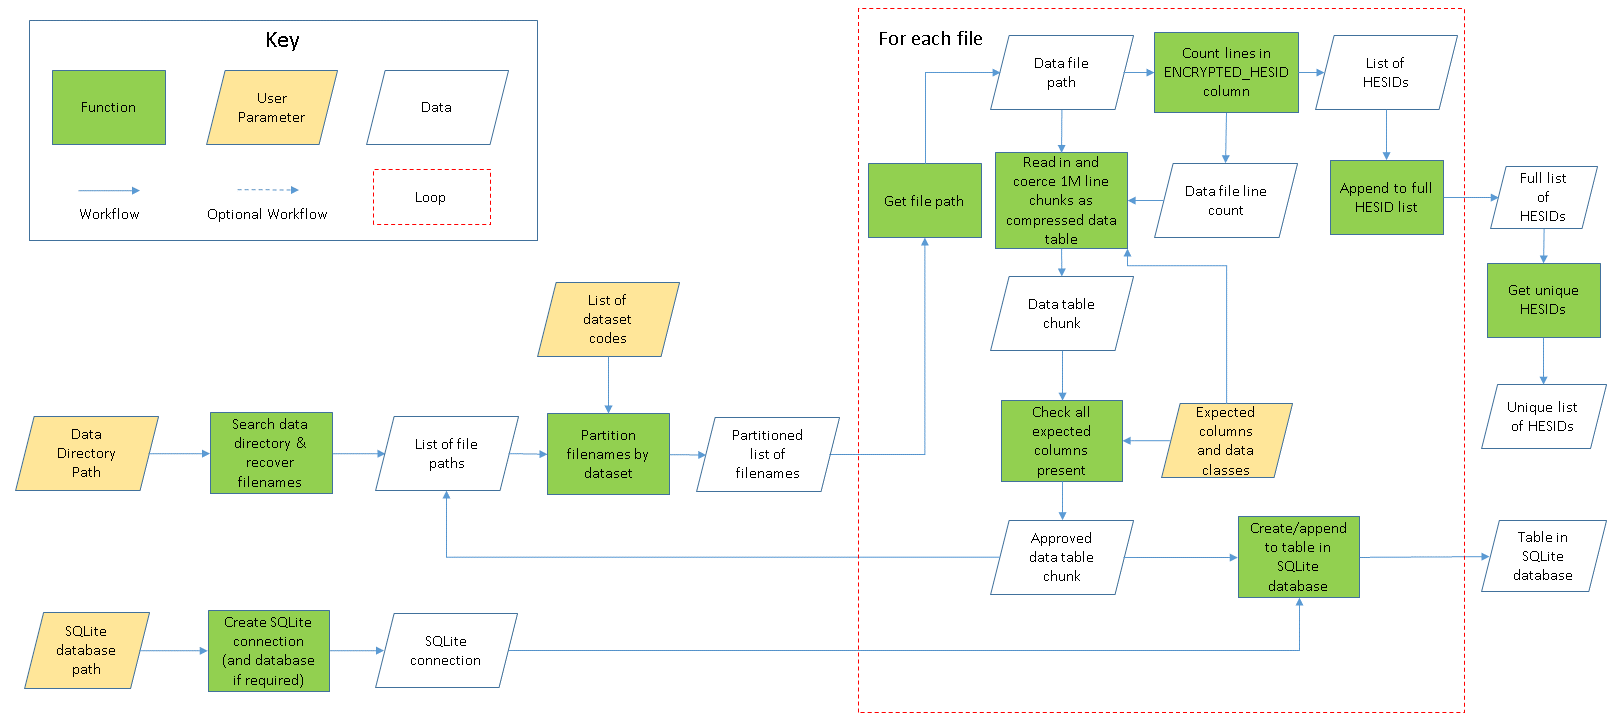 Key
Function
User
Parameter
Data
Workflow
Optional Workflow
Loop
For each file
Data file
path
Count lines in
ENCRYPTED_HESID
column
List of
HESIDs
Get file path
Read in and
coerce 1M line
chunks as
compressed data
table
Data file line
count
Append to full
HESID list
Full list
of
HESIDs
Get unique
HESIDs
Unique list
of HESIDs
Data table
chunk
List of
dataset
codes
Data
Directory
Path
Search data
directory &
recover
filenames
List of file
paths
Partition
filenames by
dataset
Partitioned
list of
filenames
Check all
expected
columns
present
Expected
columns
and data
classes
Approved
data table
chunk
Create/append
to table in
SQLite
database
Table in
SQLite
database
SQLite
database
path
Create SQLite
connection
(and database
if required)
SQLite
connection